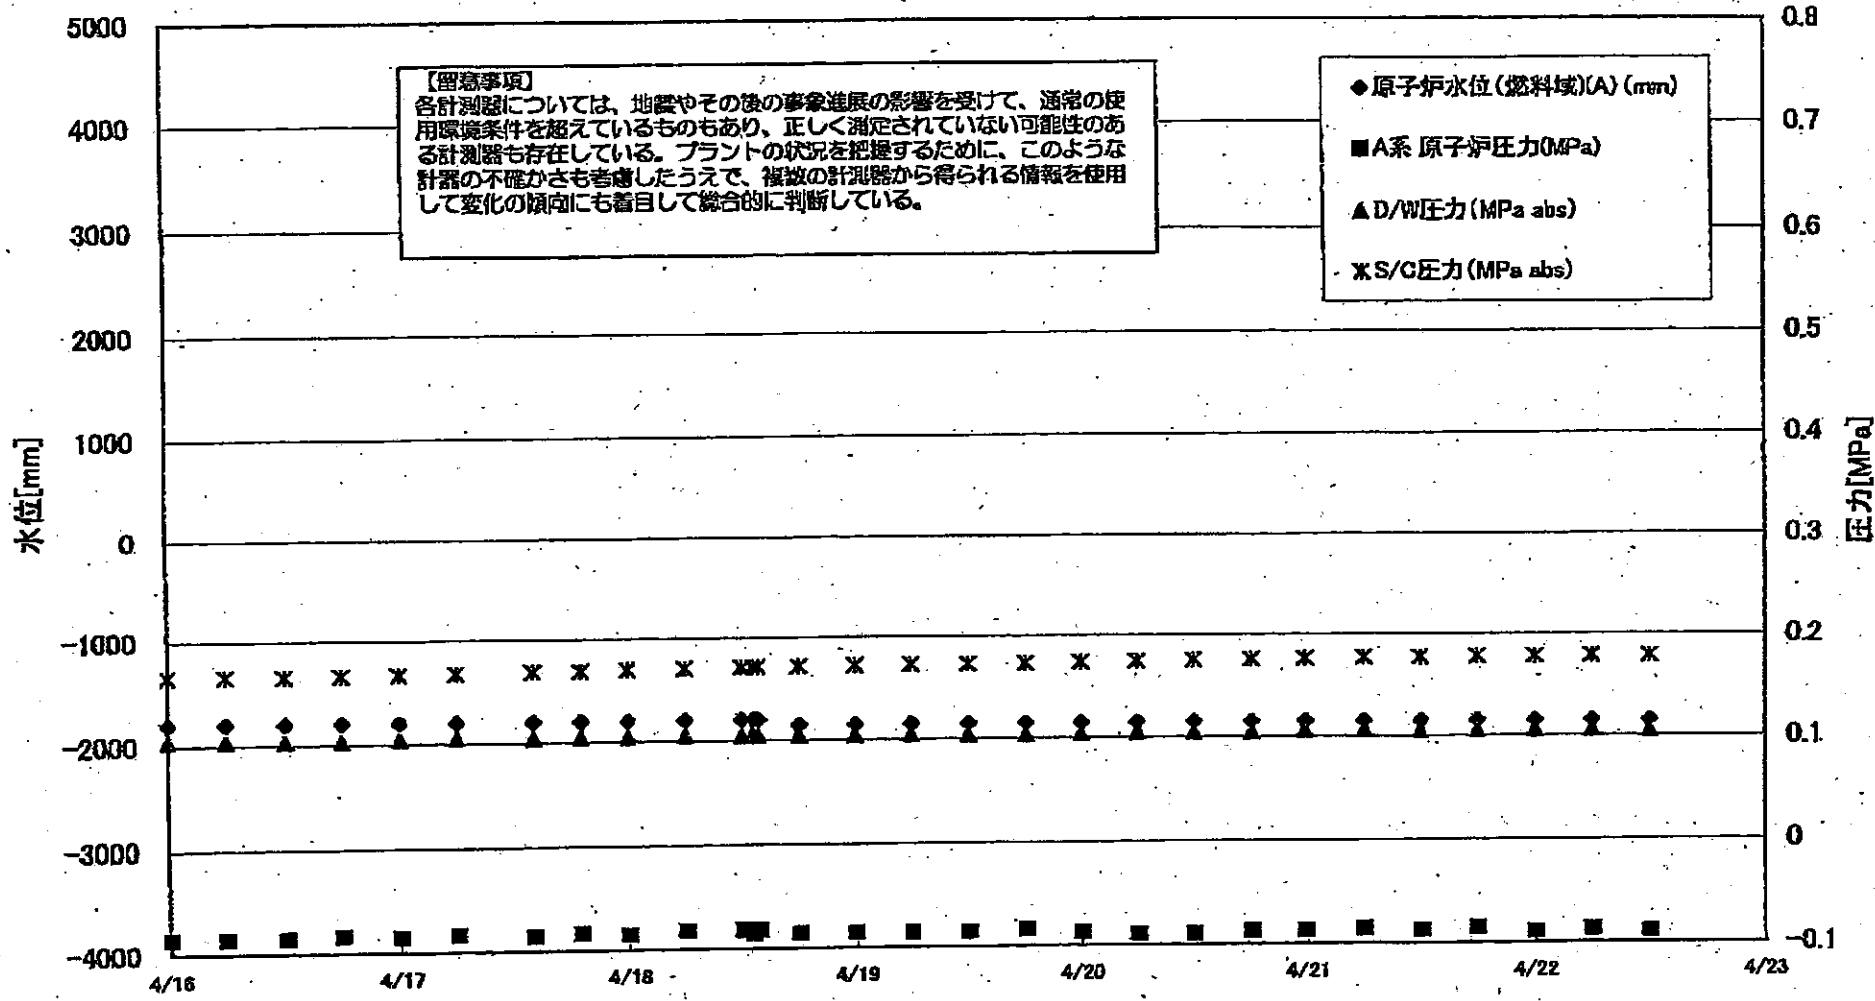 5000
4000
3000
2000
1000
0
-1000
-2000
-3000
-4000
水位[mm]
【留意事項】
各計測器については、地震やその後の事象進展の影響を受けて、通常の使
用環境条件を超えているものもあり、正しく測定されていない可能性のあ
る計測器も存在している。プラントの状況を把握するために、このような
計器の不確かさも考慮したうえで、複数の計測器から得られる情報を使用
して変化の傾向にも着目して総合的に判断している。
◆原子炉水位(燃料域)(A)(mm)
■A系 原子炉圧力(MPa)
▲D/W圧力(MPa abs)
S/C圧力(MPa abs)
0.8
0.7
0.6
0.5
0.4
0.3
0.2
0.1
0
-0.1
圧力[MPa]
4/16 4/17 4/18 4/19 4/20 4/21 4/22 4/23